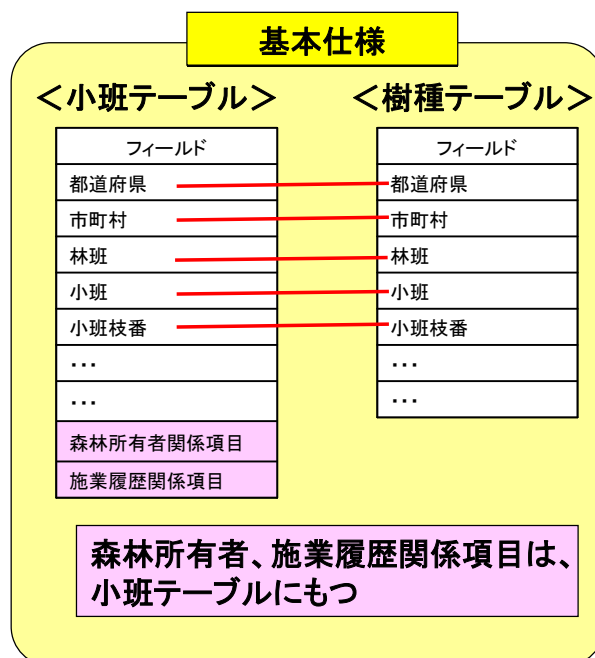 基本仕様
＜小班テーブル＞
フィールド
都道府県
市町村
林班
小班
小班枝番
…
…
森林所有者関係項目
施業履歴関係項目
＜樹種テーブル＞
フィールド
都道府県
市町村
林班
小班
小班枝番
…
…
森林所有者、施業履歴関係項目は、
小班テーブルにもつ